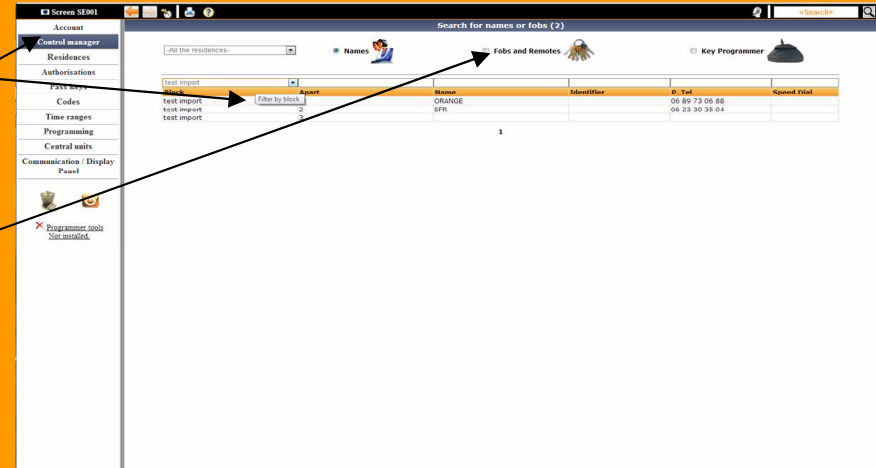 Screen SE001
<Search>
Search for names or fobs (2)
Account
Control manager
Residences
Authorisations
Pass Keys
Codes
Time ranges
Programming
Central units
Communication / Display
Panel
Programmer tools
Not installed.
-All the residences-
Names
Fobs and Remotes
Key Programmer
test import
Block Apart Name Identifier P. Tel Speed Dial
Filter by block
test import ORANGE 06 89 73 06 88
test import 2 SFR 06 23 30 35 04
test import 3
1